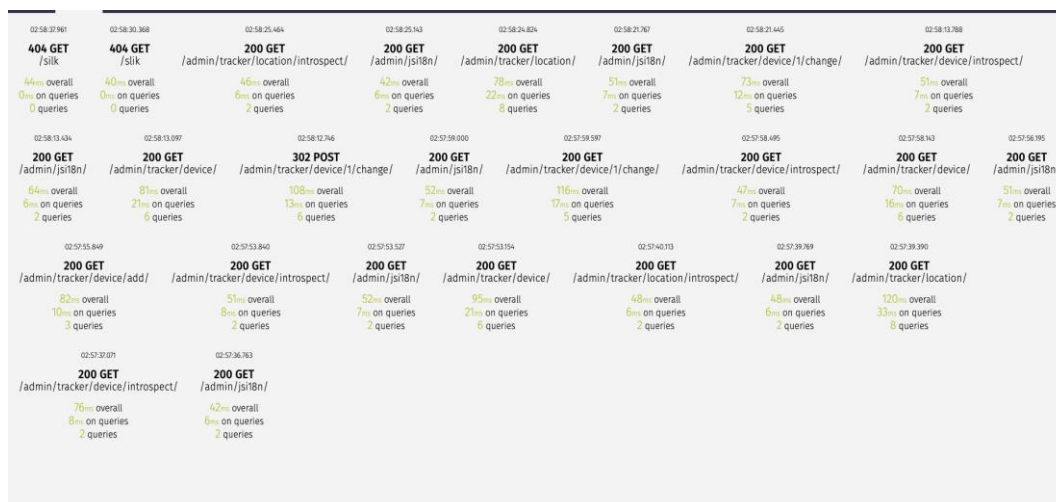 02:58:37.961 02:58:30.368 02:58:25.464 02:58:25.143 02:58:24.824 02:58:21.767 02:58:21.445 02:58:13.788
404 GET 404 GET 200 GET 200 GET 200 GET 200 GET 200 GET 200 GET
/silk /slik /admin/tracker/location/introspect/ /admin/jsi18n/ /admin/tracker/location/ /admin/jsi18n/ /admin/tracker/device/1/change/ /admin/tracker/device/introspect/
44ms overall 40ms overall 46ms overall 42ms overall 78ms overall 51ms overall 73ms overall 51ms overall
0ms on queries 0ms on queries 6ms on queries 6ms on queries 22ms on queries 7ms on queries 12ms on queries 7ms on queries
0 queries 0 queries 2 queries 2 queries 8 queries 2 queries 5 queries 2 queries
02:58:13.434 02:58:13.097 02:58:12.746 02:57:59.000 02:57:59.597 02:57:58.495 02:57:58.143 02:57:56.195
200 GET 200 GET 302 POST 200 GET 200 GET 200 GET 200 GET 200 GET
/admin/jsi18n/ /admin/tracker/device/ /admin/tracker/device/1/change/ /admin/jsi18n/ /admin/tracker/device/1/change/ /admin/tracker/device/introspect/ /admin/tracker/device/ /admin/jsi18n
64ms overall 81ms overall 108ms overall 52ms overall 116ms overall 47ms overall 70ms overall 51ms overall
6ms on queries 21ms on queries 13ms on queries 7ms on queries 17ms on queries 7ms on queries 16ms on queries 7ms on queries
2 queries 6 queries 6 queries 2 queries 5 queries 2 queries 6 queries 2 queries
02:57:55.849 02:57:53.840 02:57:53.527 02:57:53.154 02:57:40.113 02:57:39.769 02:57:39.390
200 GET 200 GET 200 GET 200 GET 200 GET 200 GET 200 GET
/admin/tracker/device/add/ /admin/tracker/device/introspect/ /admin/jsi18n/ /admin/tracker/device/ /admin/tracker/location/introspect/ /admin/jsi18n/ /admin/tracker/location/
82ms overall 51ms overall 52ms overall 95ms overall 48ms overall 48ms overall 120ms overall
10ms on queries 8ms on queries 7ms on queries 21ms on queries 6ms on queries 6ms on queries 33ms on queries
3 queries 2 queries 2 queries 6 queries 2 queries 2 queries 8 queries
02:57:37.071 02:57:36.763
200 GET 200 GET
/admin/tracker/device/introspect/ /admin/jsi18n/
76ms overall 42ms overall
8ms on queries 6ms on queries
2 queries 2 queries